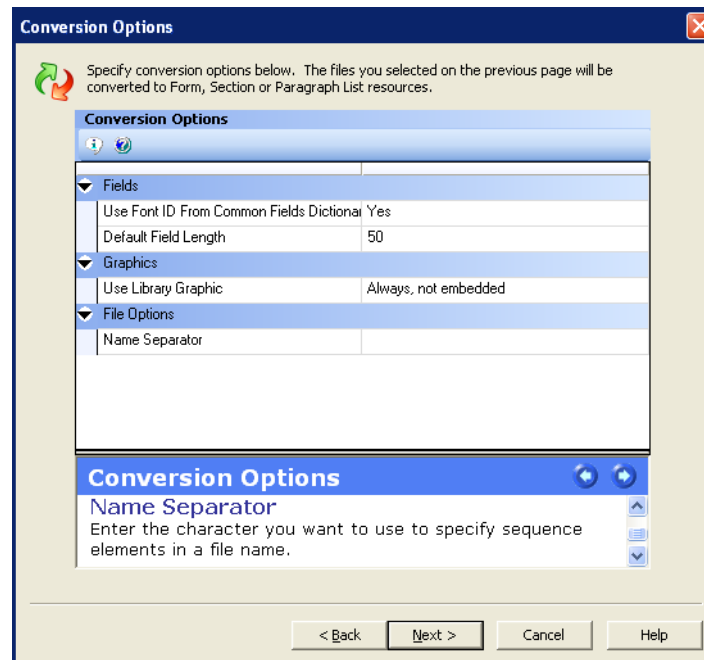 Conversion Options
Specify conversion options below. The files you selected on the previous page will be
converted to Form, Section or Paragraph List resources.
Conversion Options
Fields
Use Font ID From Common Fields Dictionar Yes
Default Field Length 50
Graphics
Use Library Graphic Always, not embedded
File Options
Name Separator
Conversion Options
Name Separator
Enter the character you want to use to specify sequence
elements in a file name.
< Back Next > Cancel Help